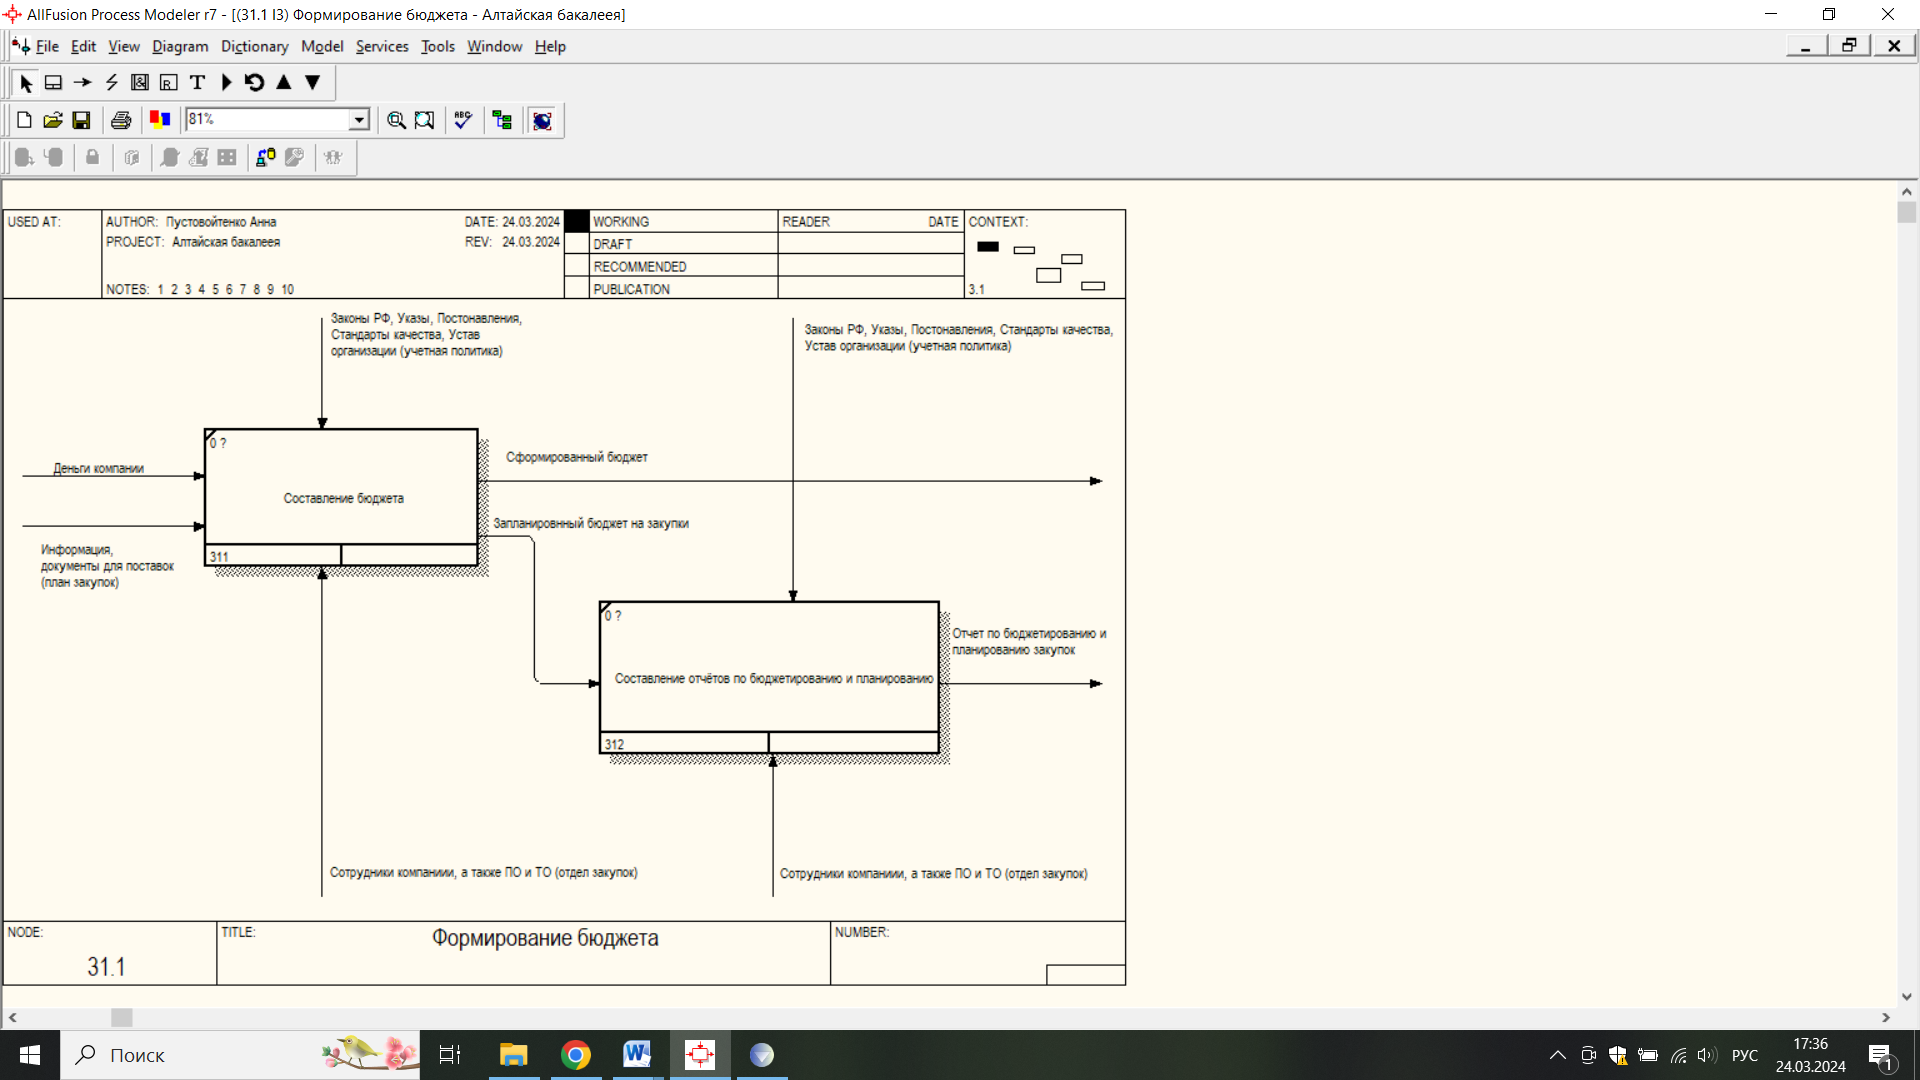 AllFusion Process Modeler r7 - [(31.1 I3) Формирование бюджета - Алтайская бакалеея]
File Edit View Diagram Dictionary Model Services Tools Window Help
81%
USED AT:
AUTHOR: Пустовойтенко Анна
DATE: 24.03.2024
PROJECT: Алтайская бакалеея
REV: 24.03.2024
NOTES: 1 2 3 4 5 6 7 8 9 10
WORKING
DRAFT
RECOMMENDED
PUBLICATION
READER DATE
CONTEXT:
3.1
Законы РФ, Указы, Постонавления,
Стандарты качества, Устав
организации (учетная политика)
Законы РФ, Указы, Постонавления, Стандарты качества,
Устав организации (учетная политика)
0 ?
Деньги компании
Составление бюджета
311
Информация,
документы для поставок
(план закупок)
Сформированный бюджет
Запланировнный бюджет на закупки
0 ?
Составление отчётов по бюджетированию и планированию
312
Отчет по бюджетированию и
планированию закупок
Сотрудники компаниии, а также ПО и ТО (отдел закупок)
Сотрудники компаниии, а также ПО и ТО (отдел закупок)
NODE:
31.1
TITLE:
Формирование бюджета
NUMBER:
Поиск
РУС
17:36
24.03.2024
1